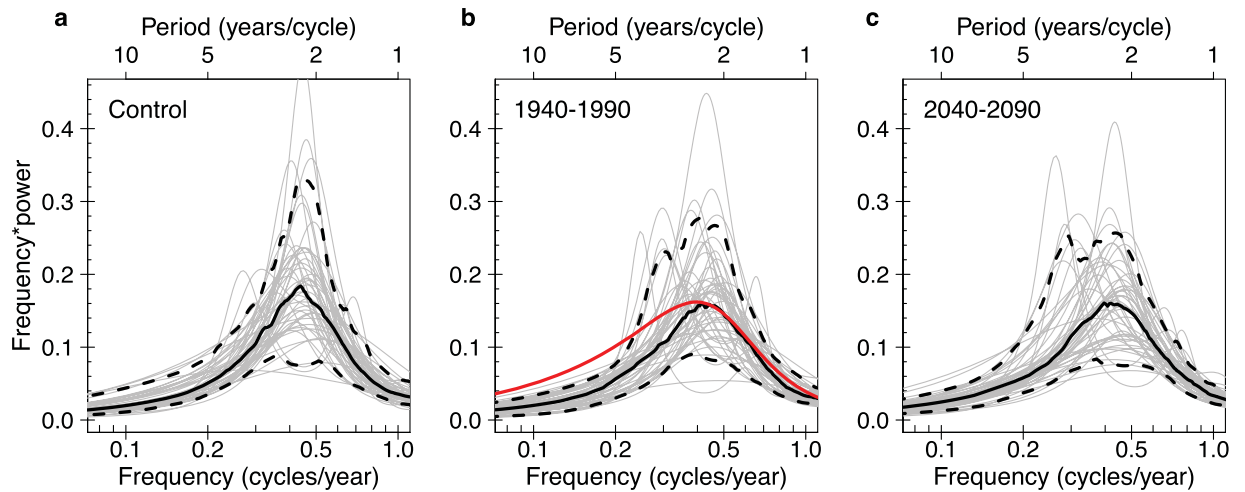 a
Period (years/cycle)
10 5 2 1
Control
Frequency*power
0.4
0.3
0.2
0.1
0.0
0.1 0.2 0.5 1.0
Frequency (cycles/year)
b
Period (years/cycle)
10 5 2 1
1940-1990
0.4
0.3
0.2
0.1
0.0
0.1 0.2 0.5 1.0
Frequency (cycles/year)
c
Period (years/cycle)
10 5 2 1
2040-2090
0.4
0.3
0.2
0.1
0.0
0.1 0.2 0.5 1.0
Frequency (cycles/year)